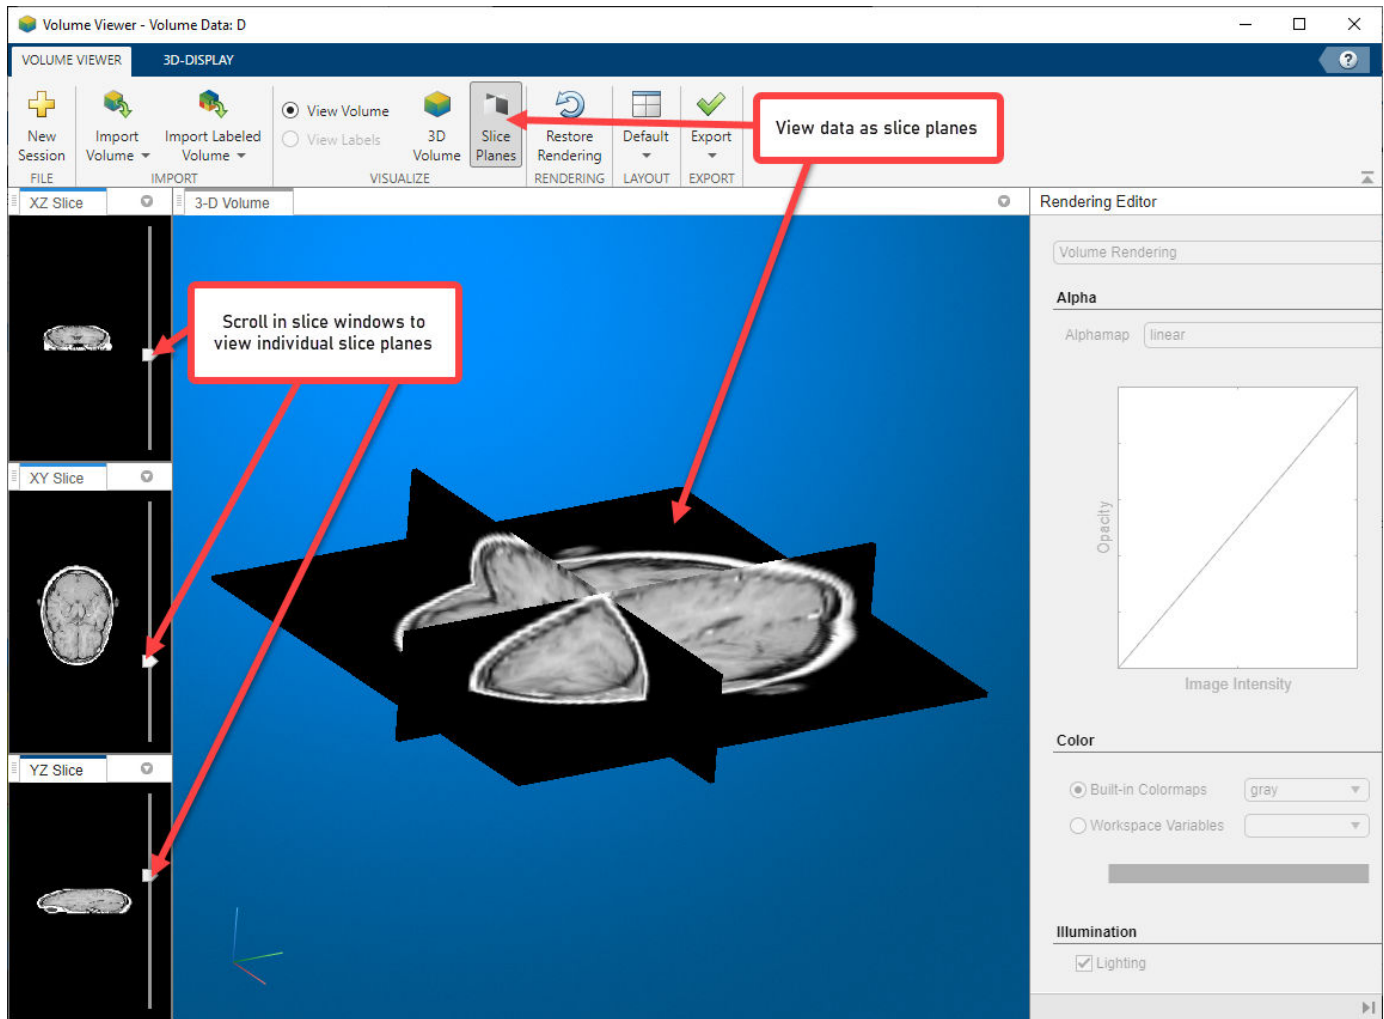 Volume Viewer - Volume Data: D
VOLUME VIEWER
3D-DISPLAY
?
New Session
Import Volume
Import Labeled Volume
View Volume
View Labels
3D Volume
Slice Planes
Restore Rendering
Default
Export
FILE
IMPORT
VISUALIZE
RENDERING
LAYOUT
EXPORT
View data as slice planes
XZ Slice
3-D Volume
Scroll in slice windows to
view individual slice planes
XY Slice
YZ Slice
Rendering Editor
Volume Rendering
Alpha
Alphamap
linear
Opacity
Image Intensity
Color
Built-in Colormaps
gray
Workspace Variables
Illumination
Lighting